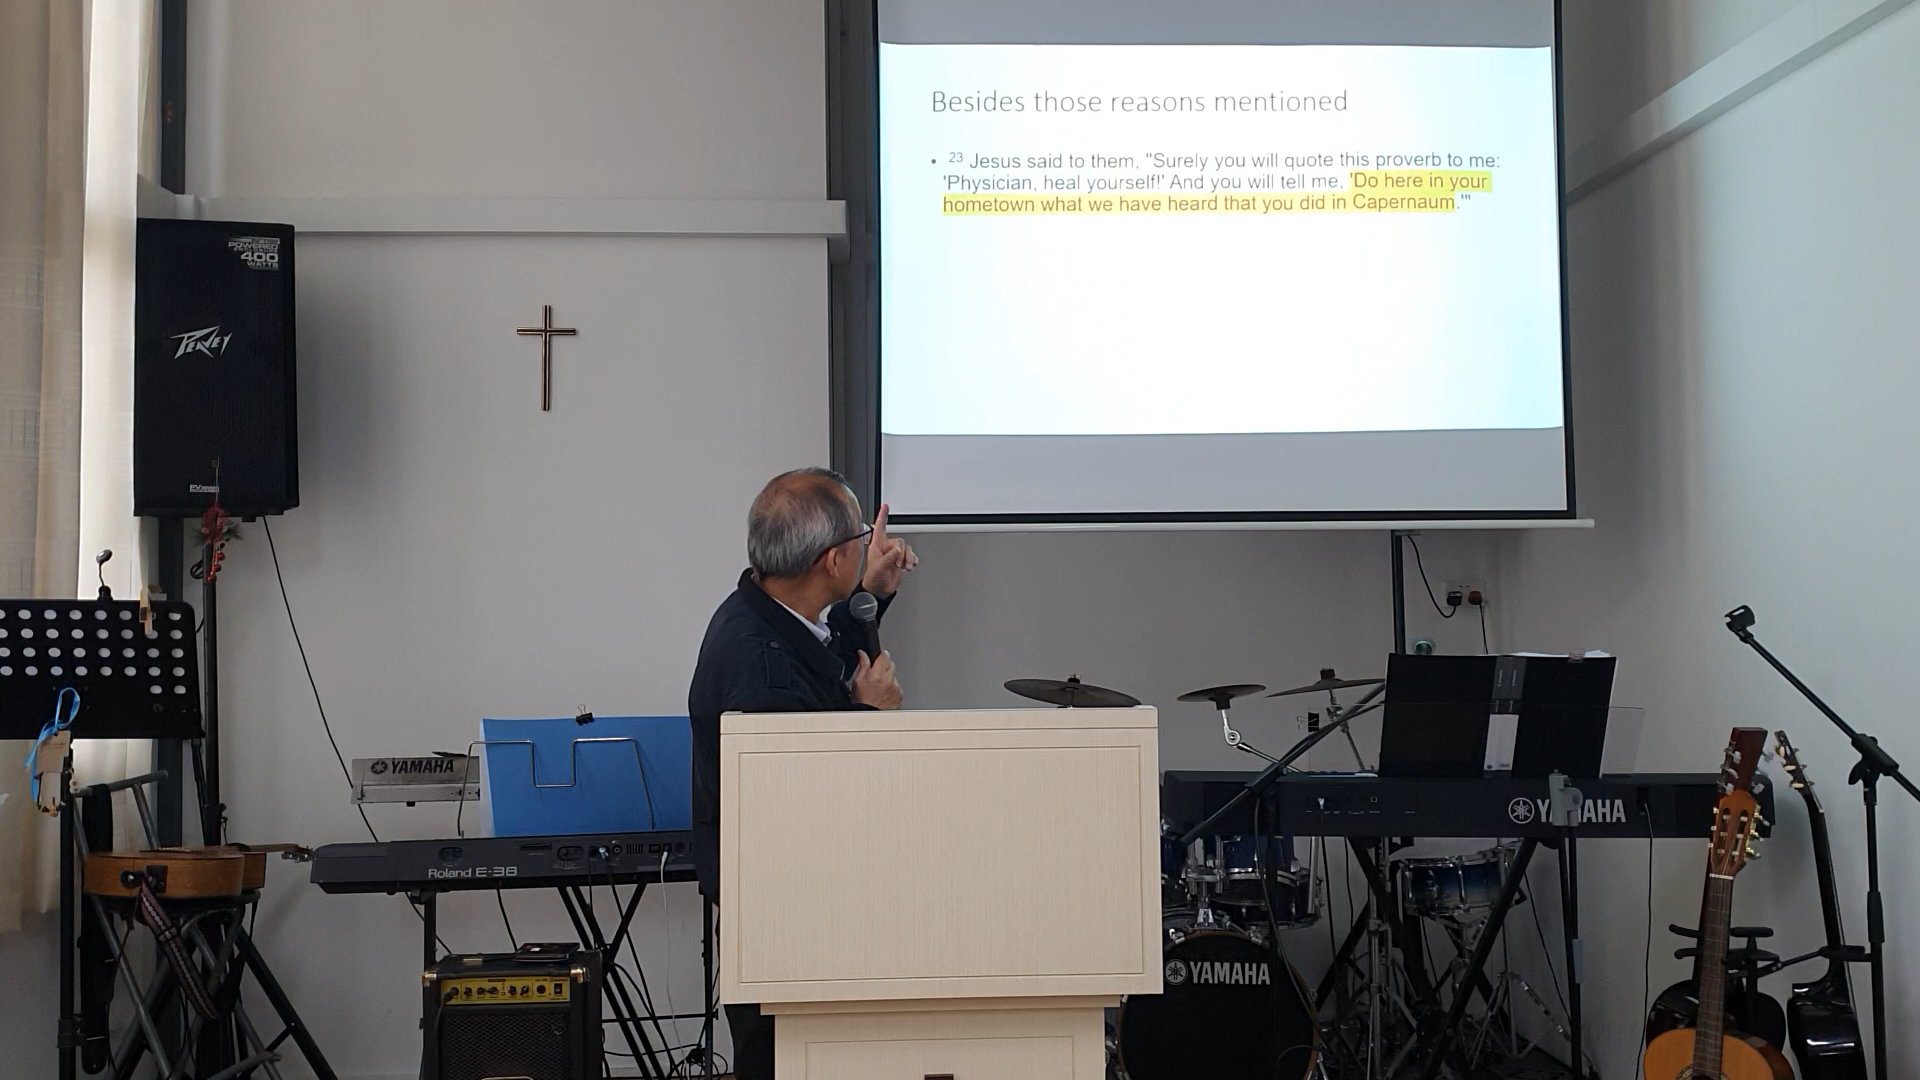 Besides those reasons mentioned
• 23 Jesus said to them, "Surely you will quote this proverb to me:
'Physician, heal yourself!' And you will tell me, 'Do here in your
hometown what we have heard that you did in Capernaum.'"
POWERED
400
WATTS
PEAVEY
YAMAHA
Roland E-38
YAMAHA
YAMAHA